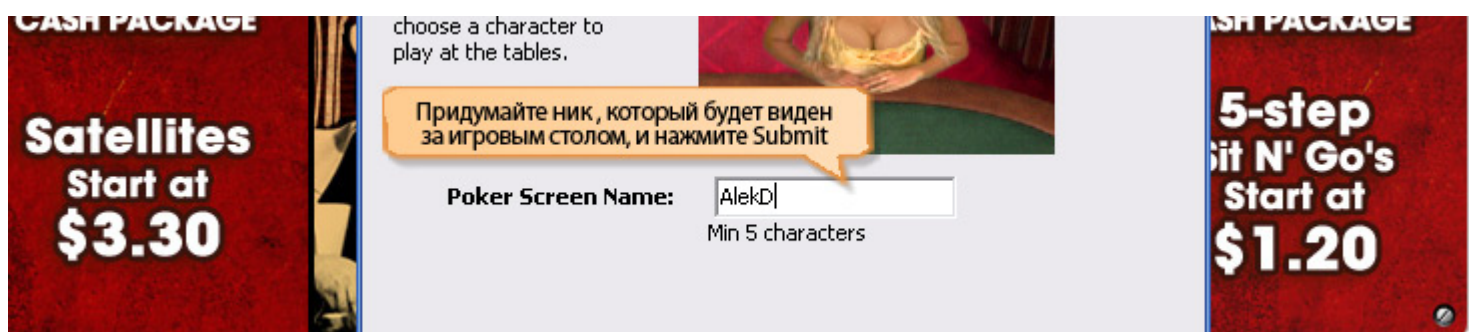 CASH PACKAGE
Satellites
Start at
$3.30
choose a character to
play at the tables.
Придумайте ник , который будет виден
за игровым столом, и нажмите Submit
Poker Screen Name:
AlekD
Min 5 characters
CASH PACKAGE
5-step
Sit N' Go's
Start at
$1.20